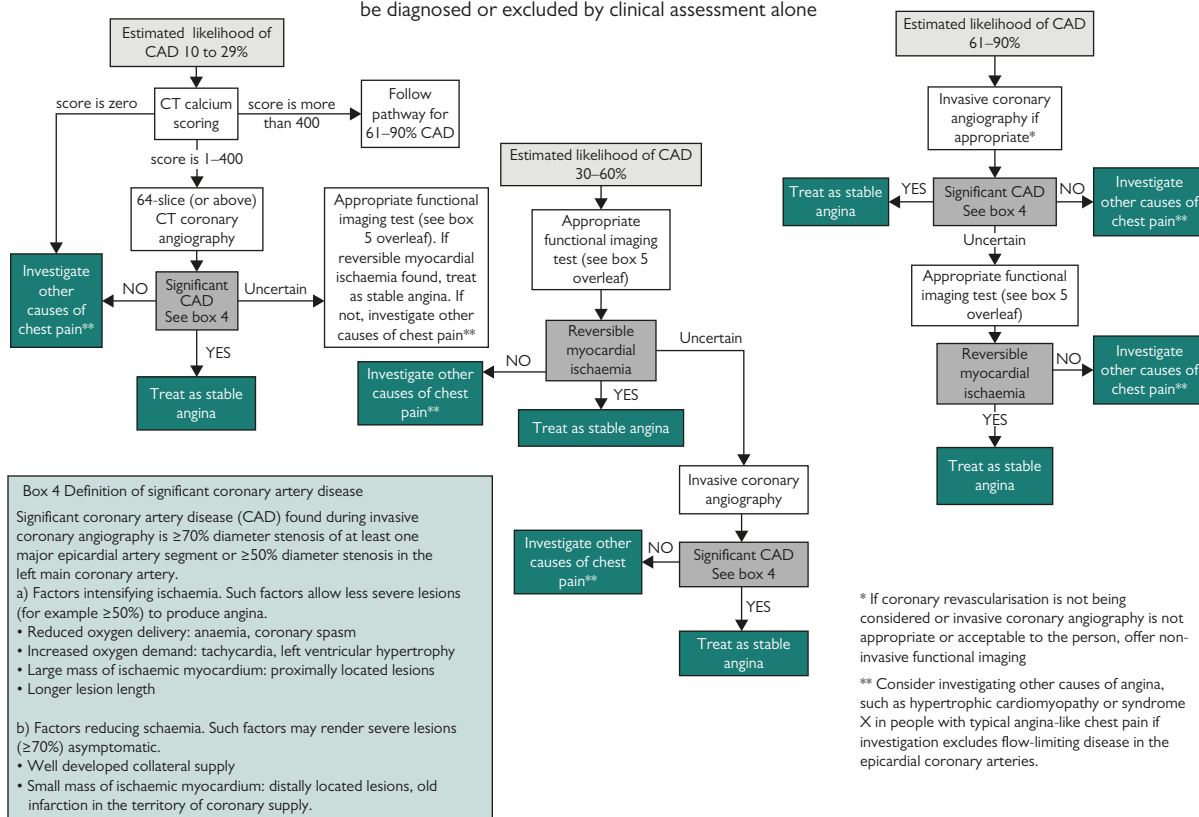 be diagnosed or excluded by clinical assessment alone
Estimated likelihood of
CAD 10 to 29%
score is zero
CT calcium
scoring
score is more
than 400
Follow
pathway for
61–90% CAD
score is 1–400
64-slice (or above)
CT coronary
angiography
Appropriate functional
imaging test (see box
5 overleaf). If
reversible myocardial
ischaemia found, treat
as stable angina. If
not, investigate other
causes of chest pain**
Investigate
other
causes of
chest pain**
NO
Significant
CAD
See box 4
Uncertain
YES
Treat as stable
angina
Estimated likelihood of CAD
30–60%
Appropriate
functional imaging
test (see box 5
overleaf)
Reversible
myocardial
ischaemia
Uncertain
NO
Investigate other
causes of chest
pain**
YES
Treat as stable angina
Invasive coronary
angiography
Investigate other
causes of chest
pain**
NO
Significant CAD
See box 4
YES
Treat as stable
angina
Estimated likelihood of CAD
61–90%
Invasive coronary
angiography if
appropriate*
Treat as stable
angina
YES
Significant CAD
See box 4
NO
Investigate
other causes of
chest pain**
Uncertain
Appropriate functional
imaging test (see box 5
overleaf)
Reversible
myocardial
ischaemia
NO
Investigate
other causes of
chest pain**
YES
Treat as stable
angina
Box 4 Definition of significant coronary artery disease
Significant coronary artery disease (CAD) found during invasive
coronary angiography is ≥70% diameter stenosis of at least one
major epicardial artery segment or ≥50% diameter stenosis in the
left main coronary artery.
a) Factors intensifying ischaemia. Such factors allow less severe lesions
(for example ≥50%) to produce angina.
• Reduced oxygen delivery: anaemia, coronary spasm
• Increased oxygen demand: tachycardia, left ventricular hypertrophy
• Large mass of ischaemic myocardium: proximally located lesions
• Longer lesion length
b) Factors reducing schaemia. Such factors may render severe lesions
(≥70%) asymptomatic.
• Well developed collateral supply
• Small mass of ischaemic myocardium: distally located lesions, old
infarction in the territory of coronary supply.
* If coronary revascularisation is not being
considered or invasive coronary angiography is not
appropriate or acceptable to the person, offer non-
invasive functional imaging
** Consider investigating other causes of angina,
such as hypertrophic cardiomyopathy or syndrome
X in people with typical angina-like chest pain if
investigation excludes flow-limiting disease in the
epicardial coronary arteries.